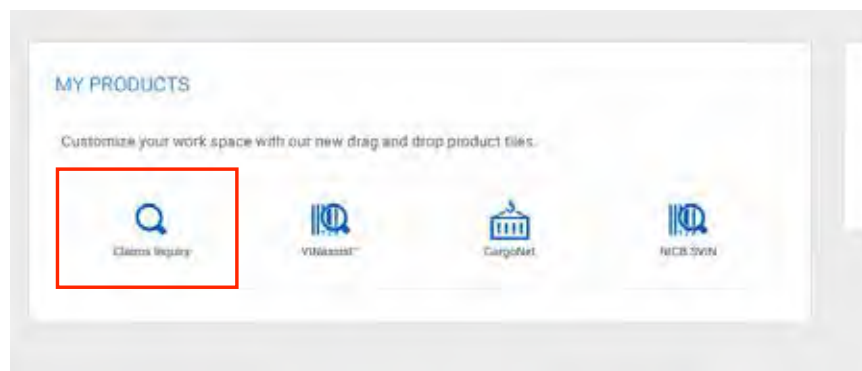 MY PRODUCTS
Customize your work space with our new drag and drop product tiles.
Claims Inquiry
VINassist™
CargoNet
NICB SVIN